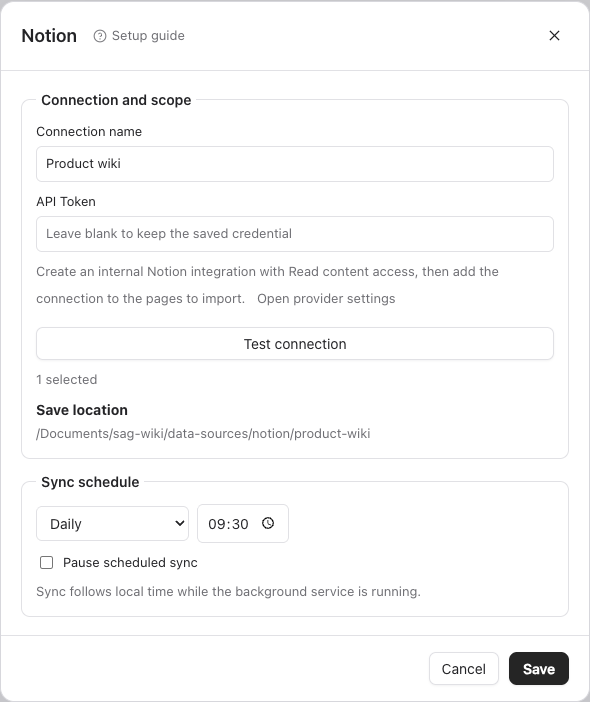 Notion
Setup guide
Connection and scope
Connection name
Product wiki
API Token
Leave blank to keep the saved credential
Create an internal Notion integration with Read content access, then add the
connection to the pages to import. Open provider settings
Test connection
1 selected
Save location
/Documents/sag-wiki/data-sources/notion/product-wiki
Sync schedule
Daily
09:30
Pause scheduled sync
Sync follows local time while the background service is running.
Cancel
Save